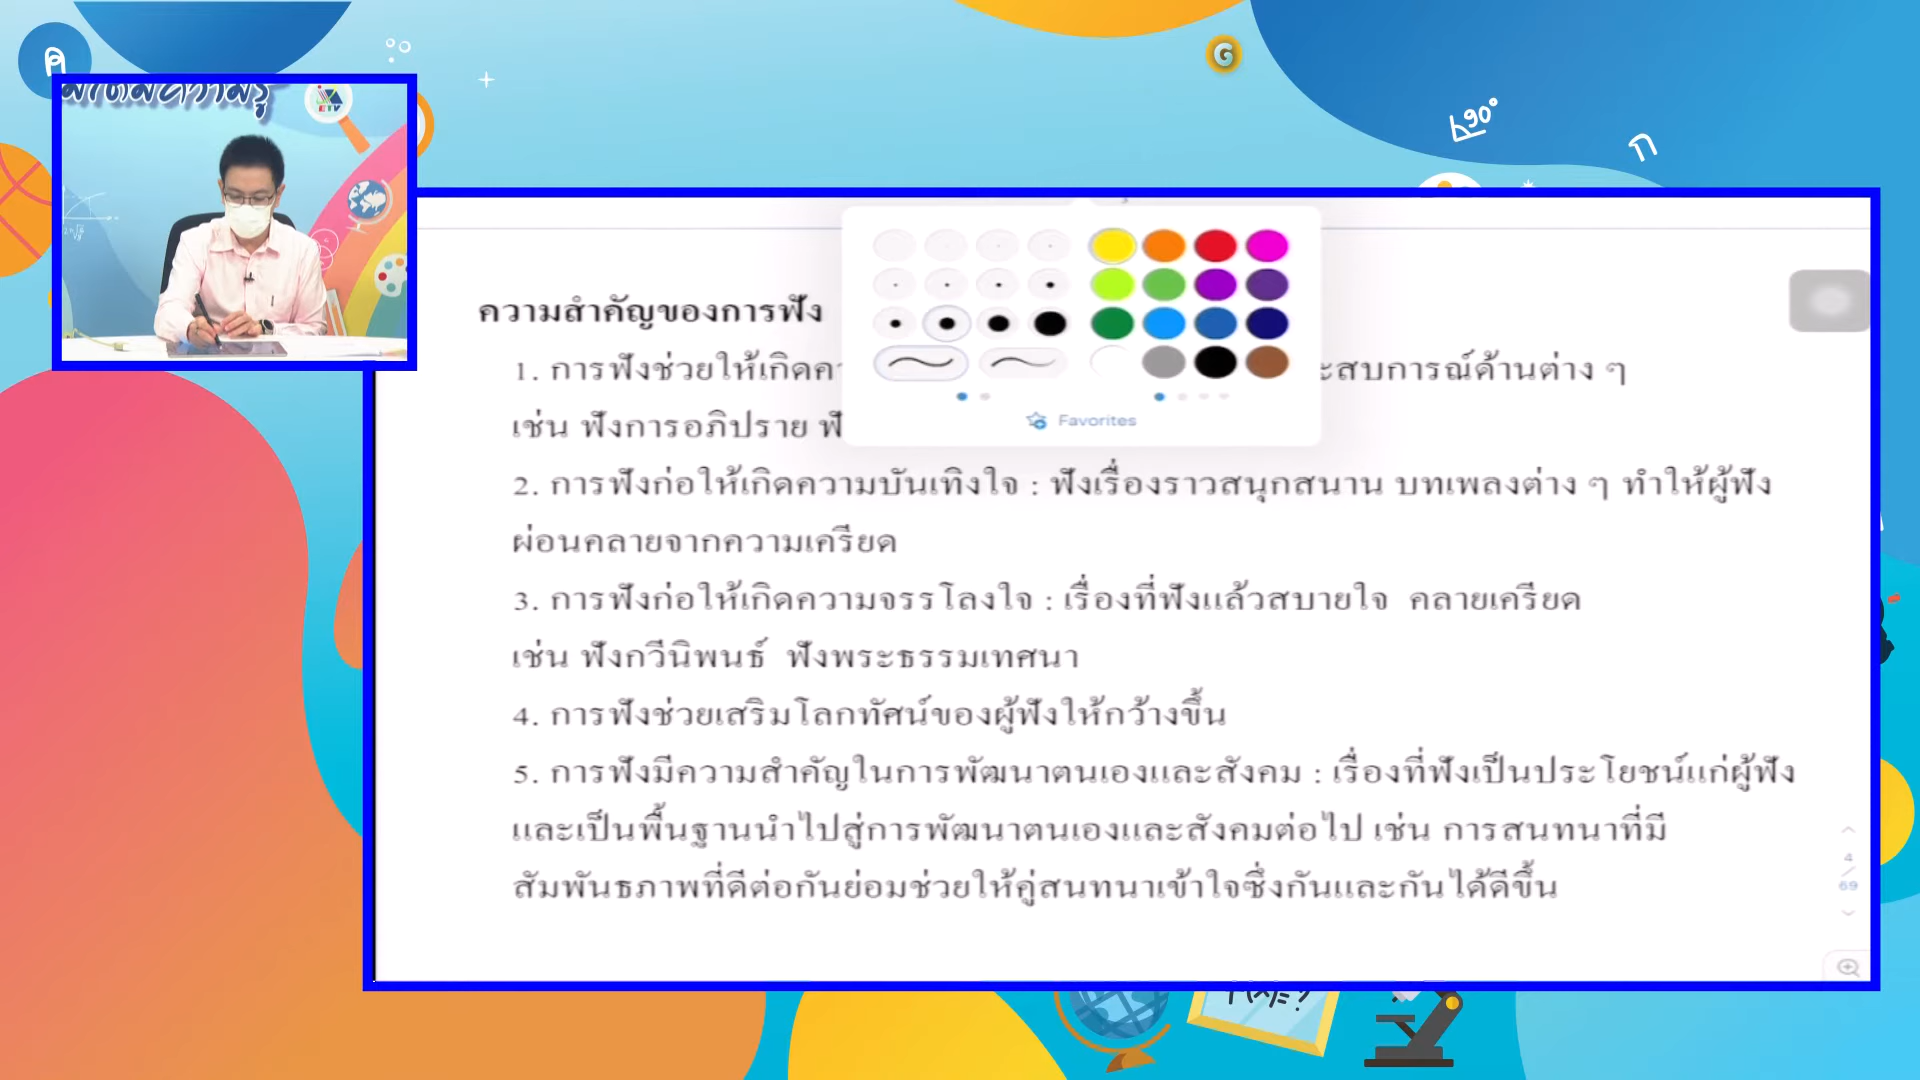 ค
ETV
90°
ก
ความสำคัญของการฟัง
1. การฟังช่วยให้เกิดคว ะสบการณ์ด้านต่าง ๆ
เช่น ฟังการอภิปราย ฟั
Favorites
2. การฟังก่อให้เกิดความบันเทิงใจ : ฟังเรื่องราวสนุกสนาน บทเพลงต่าง ๆ ทำให้ผู้ฟัง
ผ่อนคลายจากความเครียด
3. การฟังก่อให้เกิดความจรรโลงใจ : เรื่องที่ฟังแล้วสบายใจ คลายเครียด
เช่น ฟังกวีนิพนธ์ ฟังพระธรรมเทศนา
4. การฟังช่วยเสริมโลกทัศน์ของผู้ฟังให้กว้างขึ้น
5. การฟังมีความสำคัญในการพัฒนาตนเองและสังคม : เรื่องที่ฟังเป็นประโยชน์แก่ผู้ฟัง
และเป็นพื้นฐานนำไปสู่การพัฒนาตนเองและสังคมต่อไป เช่น การสนทนาที่มี
สัมพันธภาพที่ดีต่อกันย่อมช่วยให้คู่สนทนาเข้าใจซึ่งกันและกันได้ดีขึ้น
4
/
69